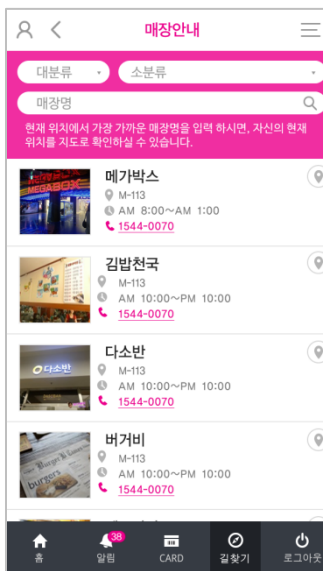 매장안내
대분류
소분류
매장명
현재 위치에서 가장 가까운 매장명을 입력 하시면, 자신의 현재
위치를 지도로 확인하실 수 있습니다.
MEGABOX
메가박스
M-113
AM 8:00~AM 1:00
1544-0070
김밥천국
M-113
AM 10:00~PM 10:00
1544-0070
다소반
다소반
M-113
AM 10:00~PM 10:00
1544-0070
burgers
버거비
M-113
AM 10:00~PM 10:00
1544-0070
38
홈
알림
CARD
길찾기
로그아웃